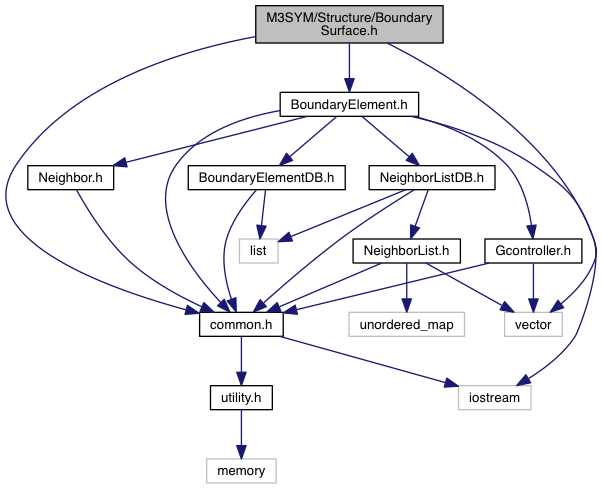 M3SYM/Structure/Boundary
Surface.h
BoundaryElement.h
Neighbor.h
BoundaryElementDB.h
NeighborListDB.h
list
NeighborList.h
Gcontroller.h
common.h
unordered_map
vector
utility.h
iostream
memory